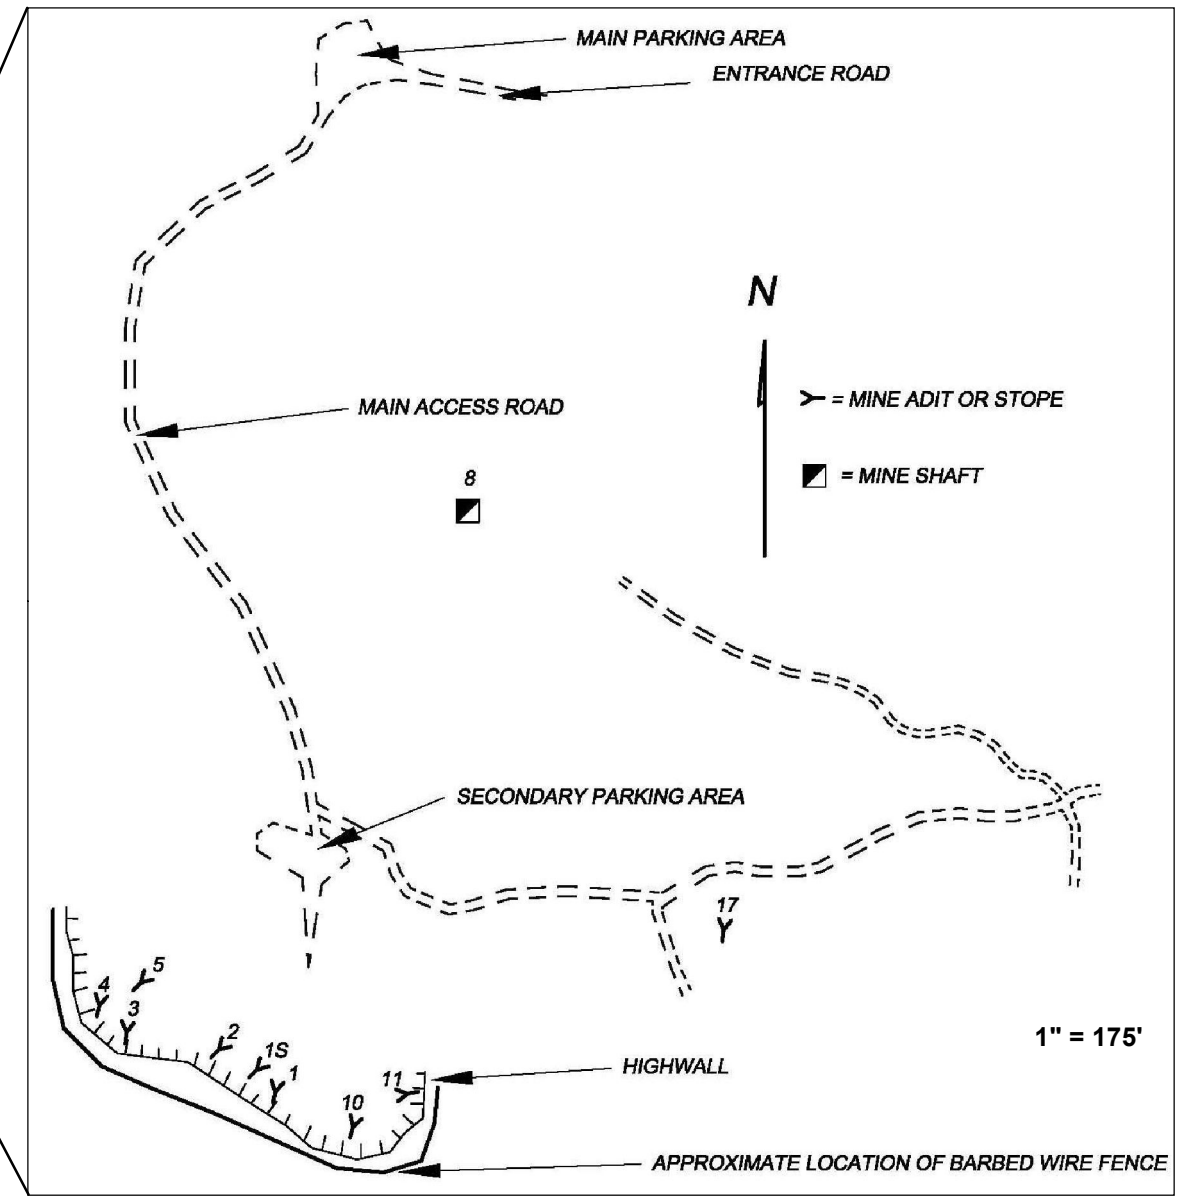 MAIN PARKING AREA
ENTRANCE ROAD
N
MAIN ACCESS ROAD
= MINE ADIT OR STOPE
8
= MINE SHAFT
SECONDARY PARKING AREA
17
5
4
3
2
1S
1
10
11
1" = 175'
HIGHWALL
APPROXIMATE LOCATION OF BARBED WIRE FENCE